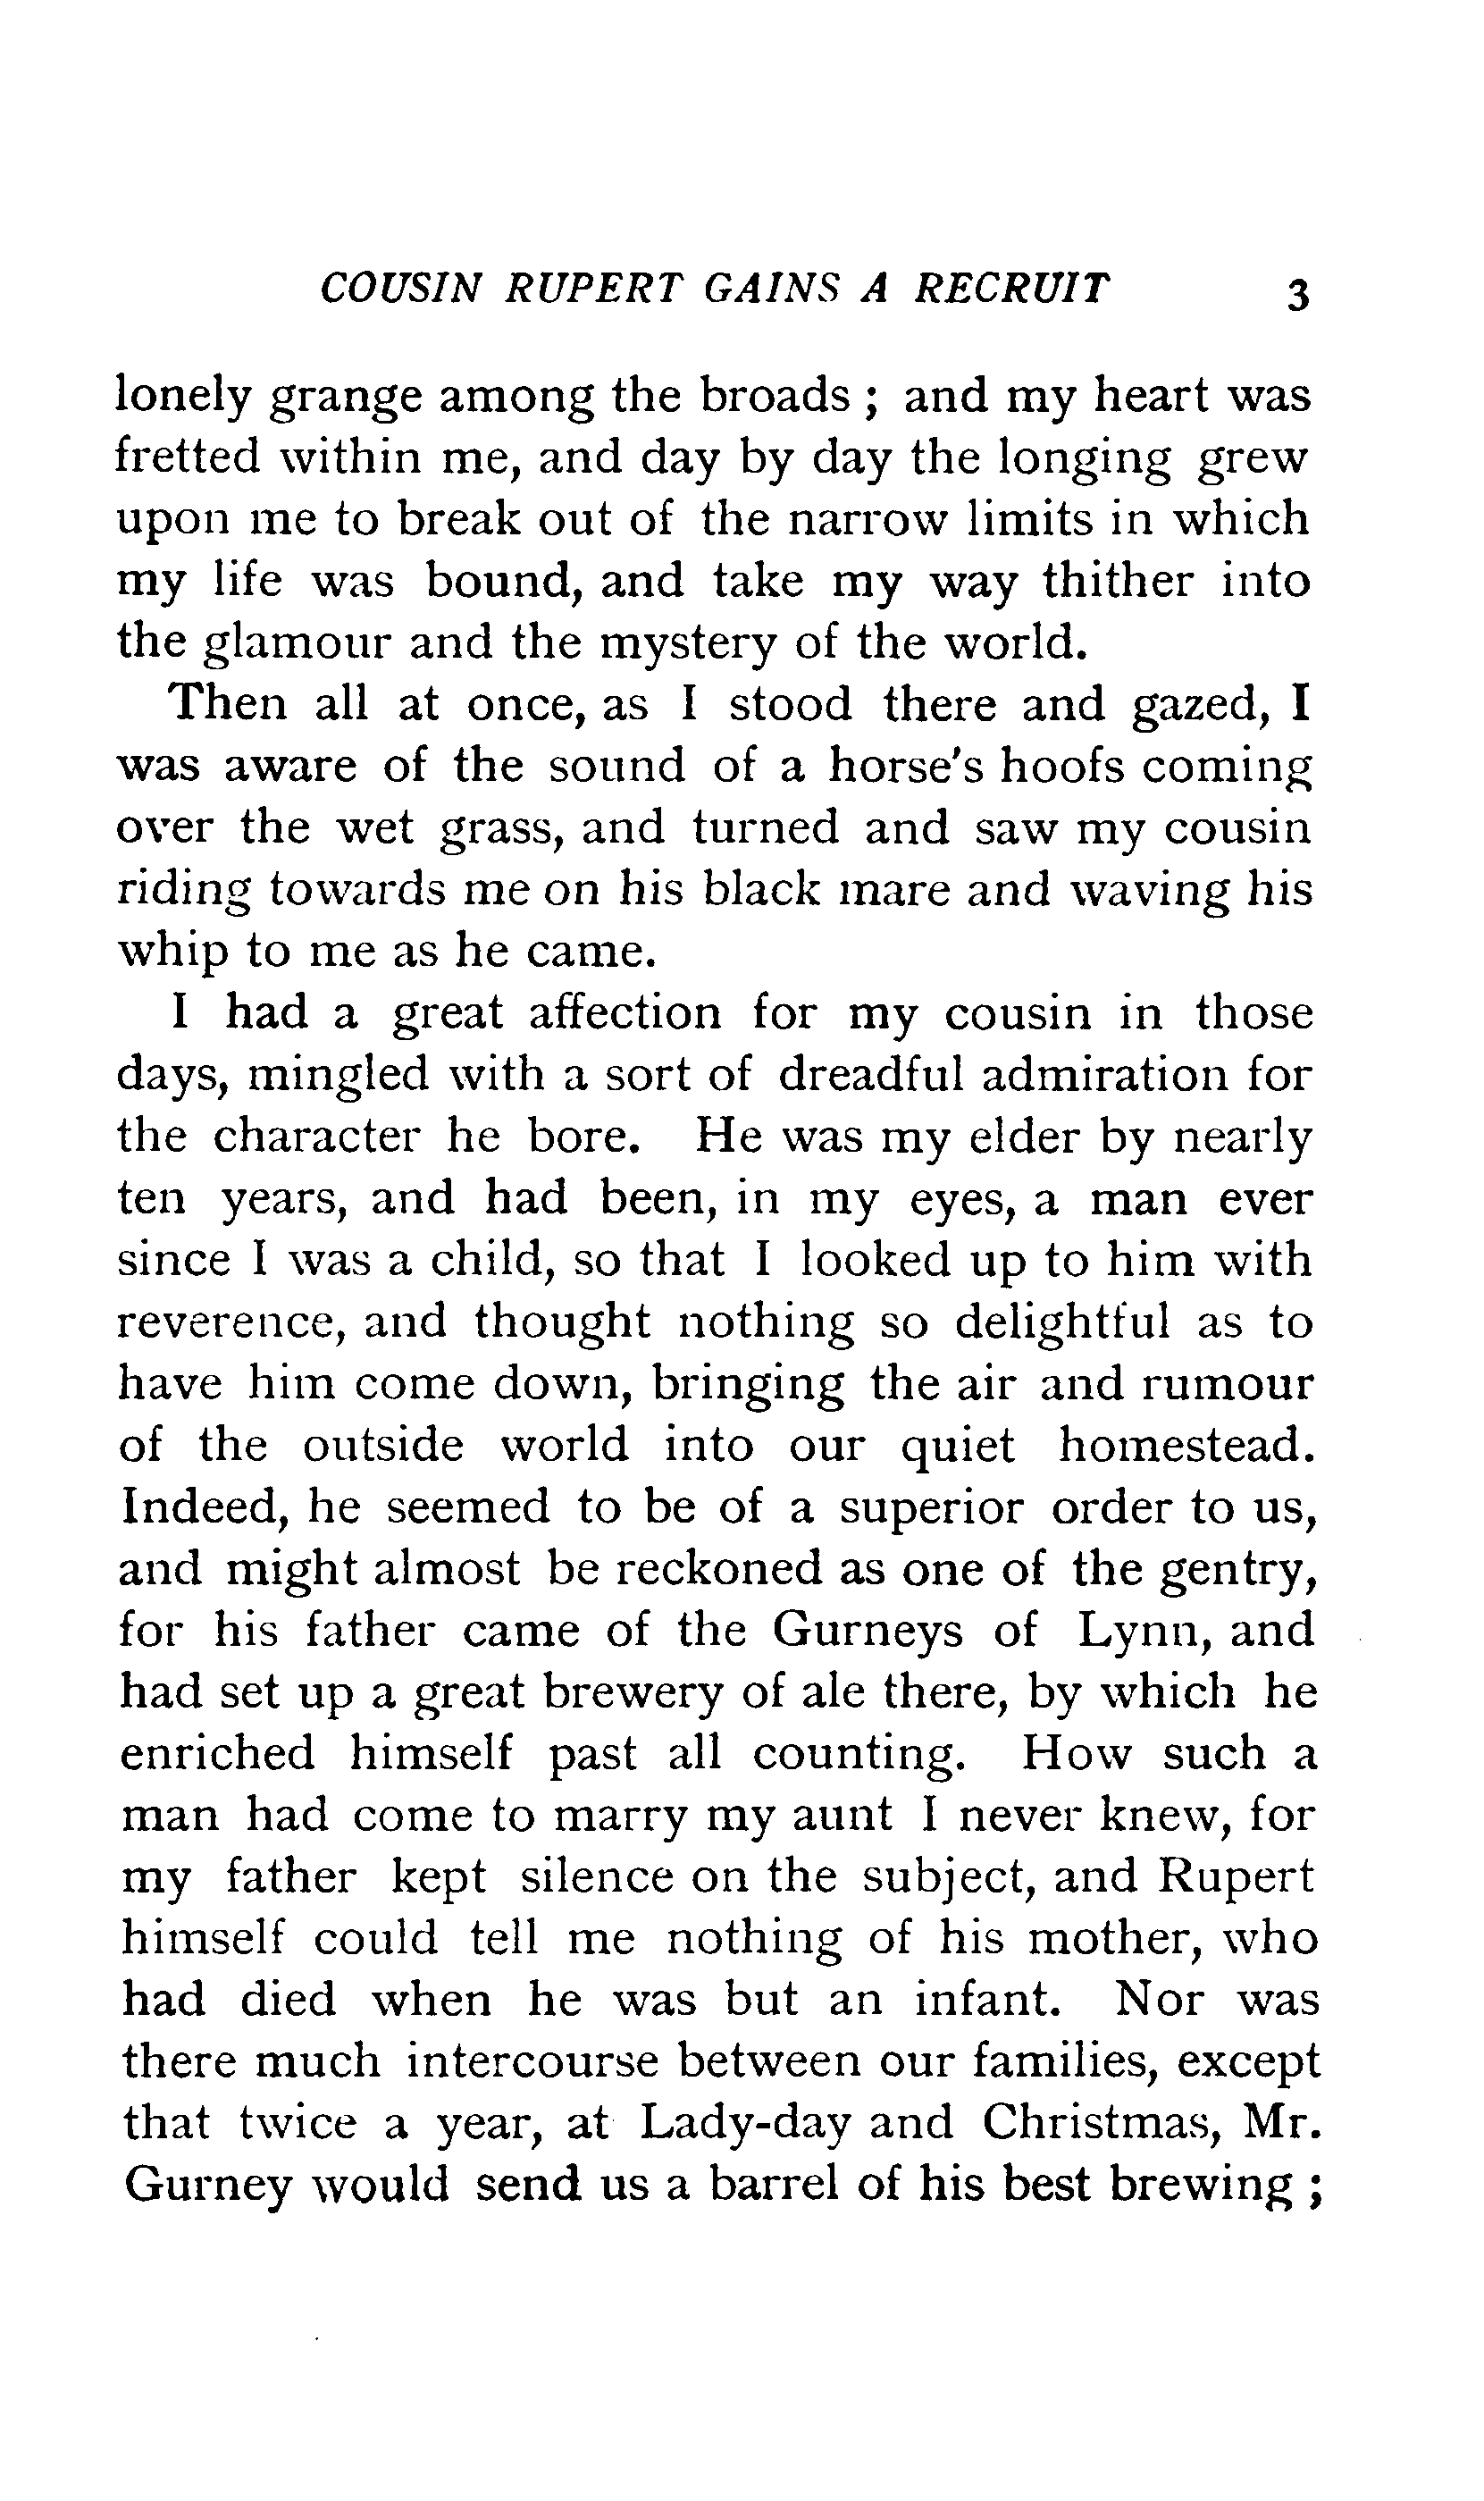 COUSIN RUPERT GAINS A RECRUIT 3
lonely grange among the broads ; and my heart was
fretted within me, and day by day the longing grew
upon me to break out of the narrow limits in which
my life was bound, and take my way thither into
the glamour and the mystery of the world.
Then all at once, as I stood there and gazed, I
was aware of the sound of a horse's hoofs coming
over the wet grass, and turned and saw my cousin
riding towards me on his black mare and waving his
whip to me as he came.
I had a great affection for my cousin in those
days, mingled with a sort of dreadful admiration for
the character he bore. He was my elder by nearly
ten years, and had been, in my eyes, a man ever
since I was a child, so that I looked up to him with
reverence, and thought nothing so delightful as to
have him come down, bringing the air and rumour
of the outside world into our quiet homestead.
Indeed, he seemed to be of a superior order to us,
and might almost be reckoned as one of the gentry,
for his father came of the Gurneys of Lynn, and
had set up a great brewery of ale there, by which he
enriched himself past all counting. How such a
man had come to marry my aunt I never knew, for
my father kept silence on the subject, and Rupert
himself could tell me nothing of his mother, who
had died when he was but an infant. Nor was
there much intercourse between our families, except
that twice a year, at Lady-day and Christmas, Mr.
Gurney would send us a barrel of his best brewing ;